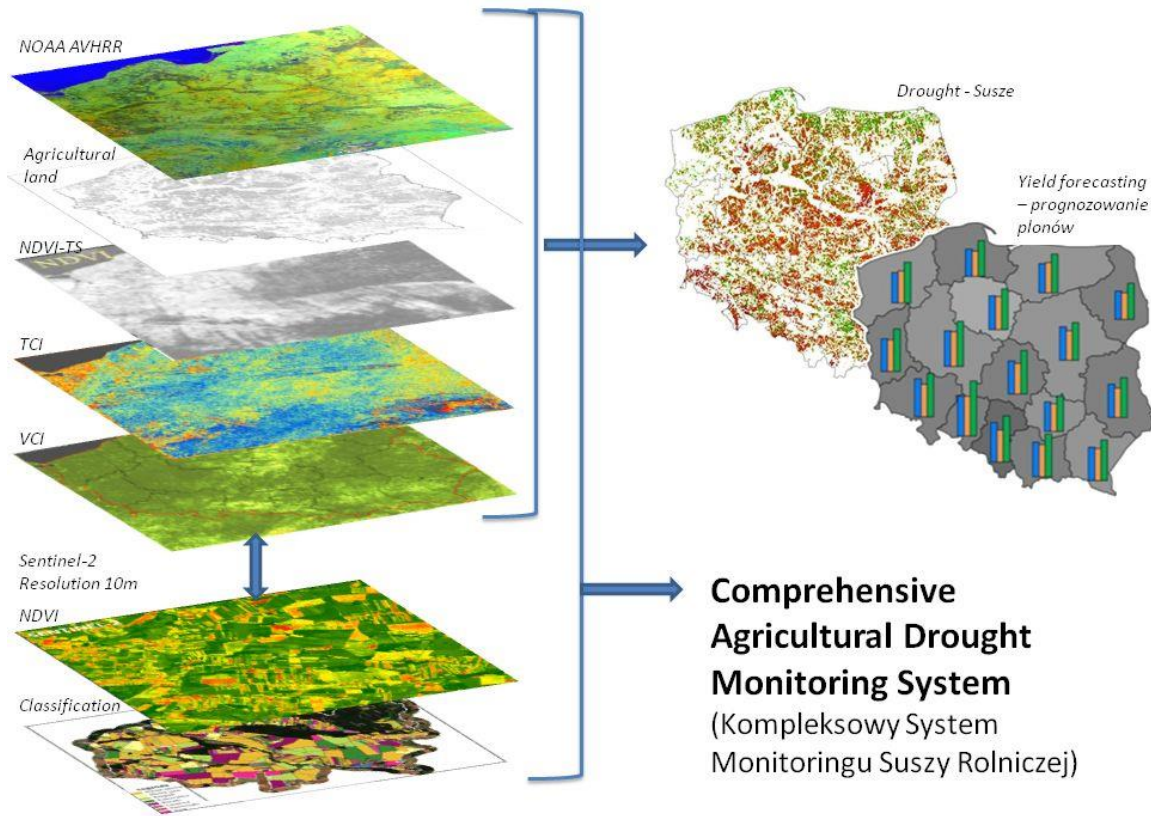 NOAA AVHRR
Agricultural
land
NDVI-TS
NDVI
TCI
VCI
Sentinel-2
Resolution 10m
NDVI
Classification
Drought - Susze
Yield forecasting
– prognozowanie
plonów
Comprehensive
Agricultural Drought
Monitoring System
(Kompleksowy System
Monitoringu Suszy Rolniczej)